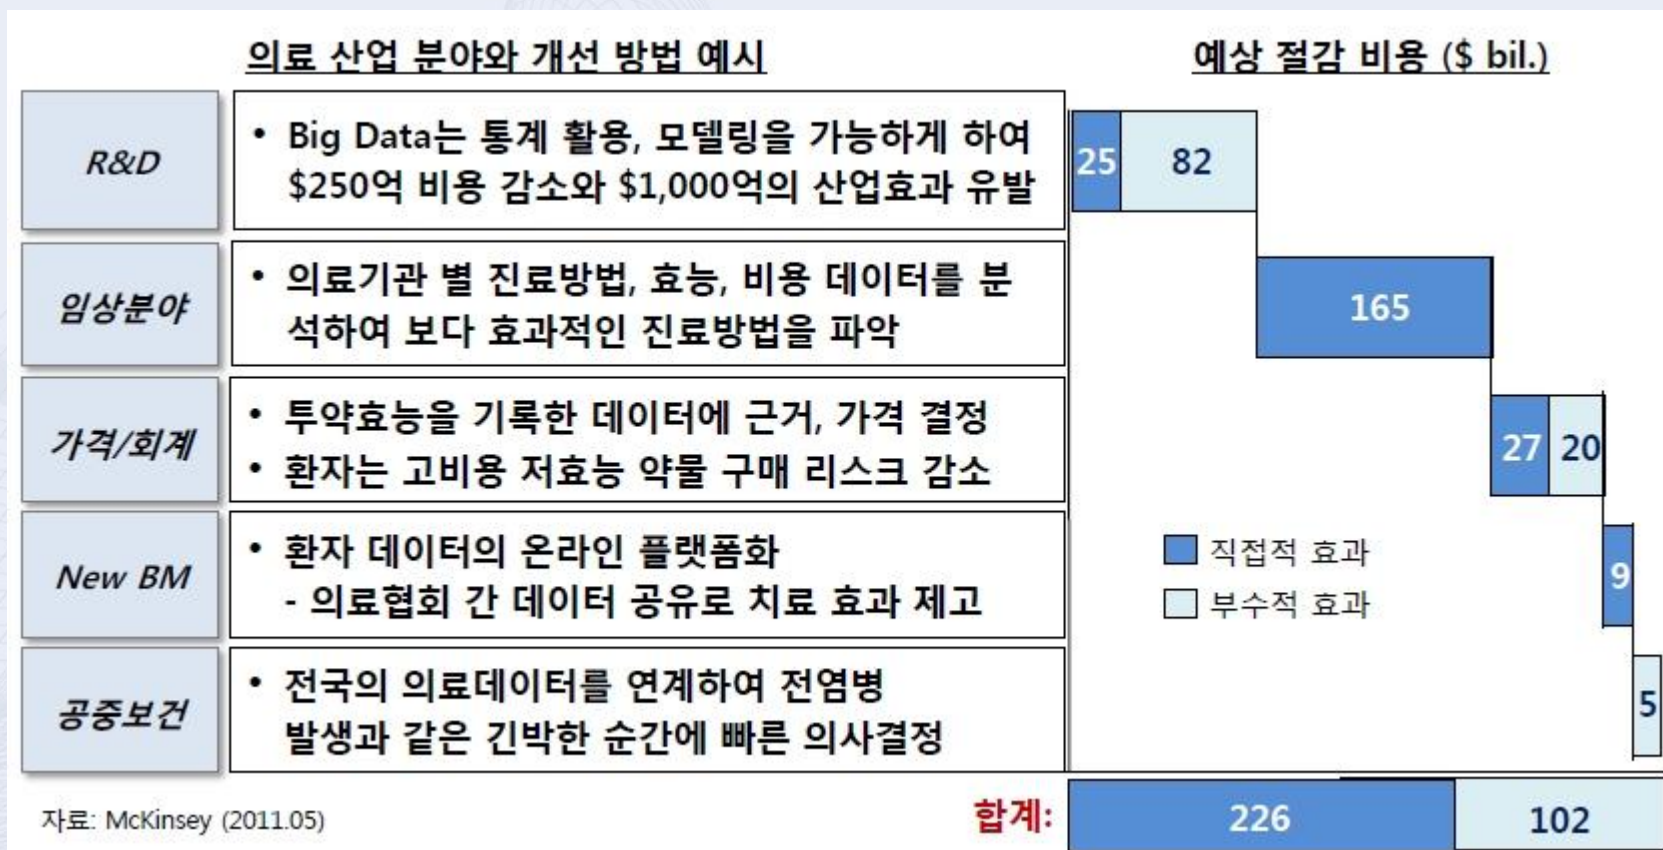 의료 산업 분야와 개선 방법 예시
예상 절감 비용 ($ bil.)
R&D
• Big Data는 통계 활용, 모델링을 가능하게 하여
$250억 비용 감소와 $1,000억의 산업효과 유발
25
82
임상분야
• 의료기관 별 진료방법, 효능, 비용 데이터를 분
석하여 보다 효과적인 진료방법을 파악
165
가격/회계
• 투약효능을 기록한 데이터에 근거, 가격 결정
• 환자는 고비용 저효능 약물 구매 리스크 감소
27
20
New BM
• 환자 데이터의 온라인 플랫폼화
- 의료협회 간 데이터 공유로 치료 효과 제고
직접적 효과
부수적 효과
9
공중보건
• 전국의 의료데이터를 연계하여 전염병
발생과 같은 긴박한 순간에 빠른 의사결정
5
자료: McKinsey (2011.05)
합계:
226
102